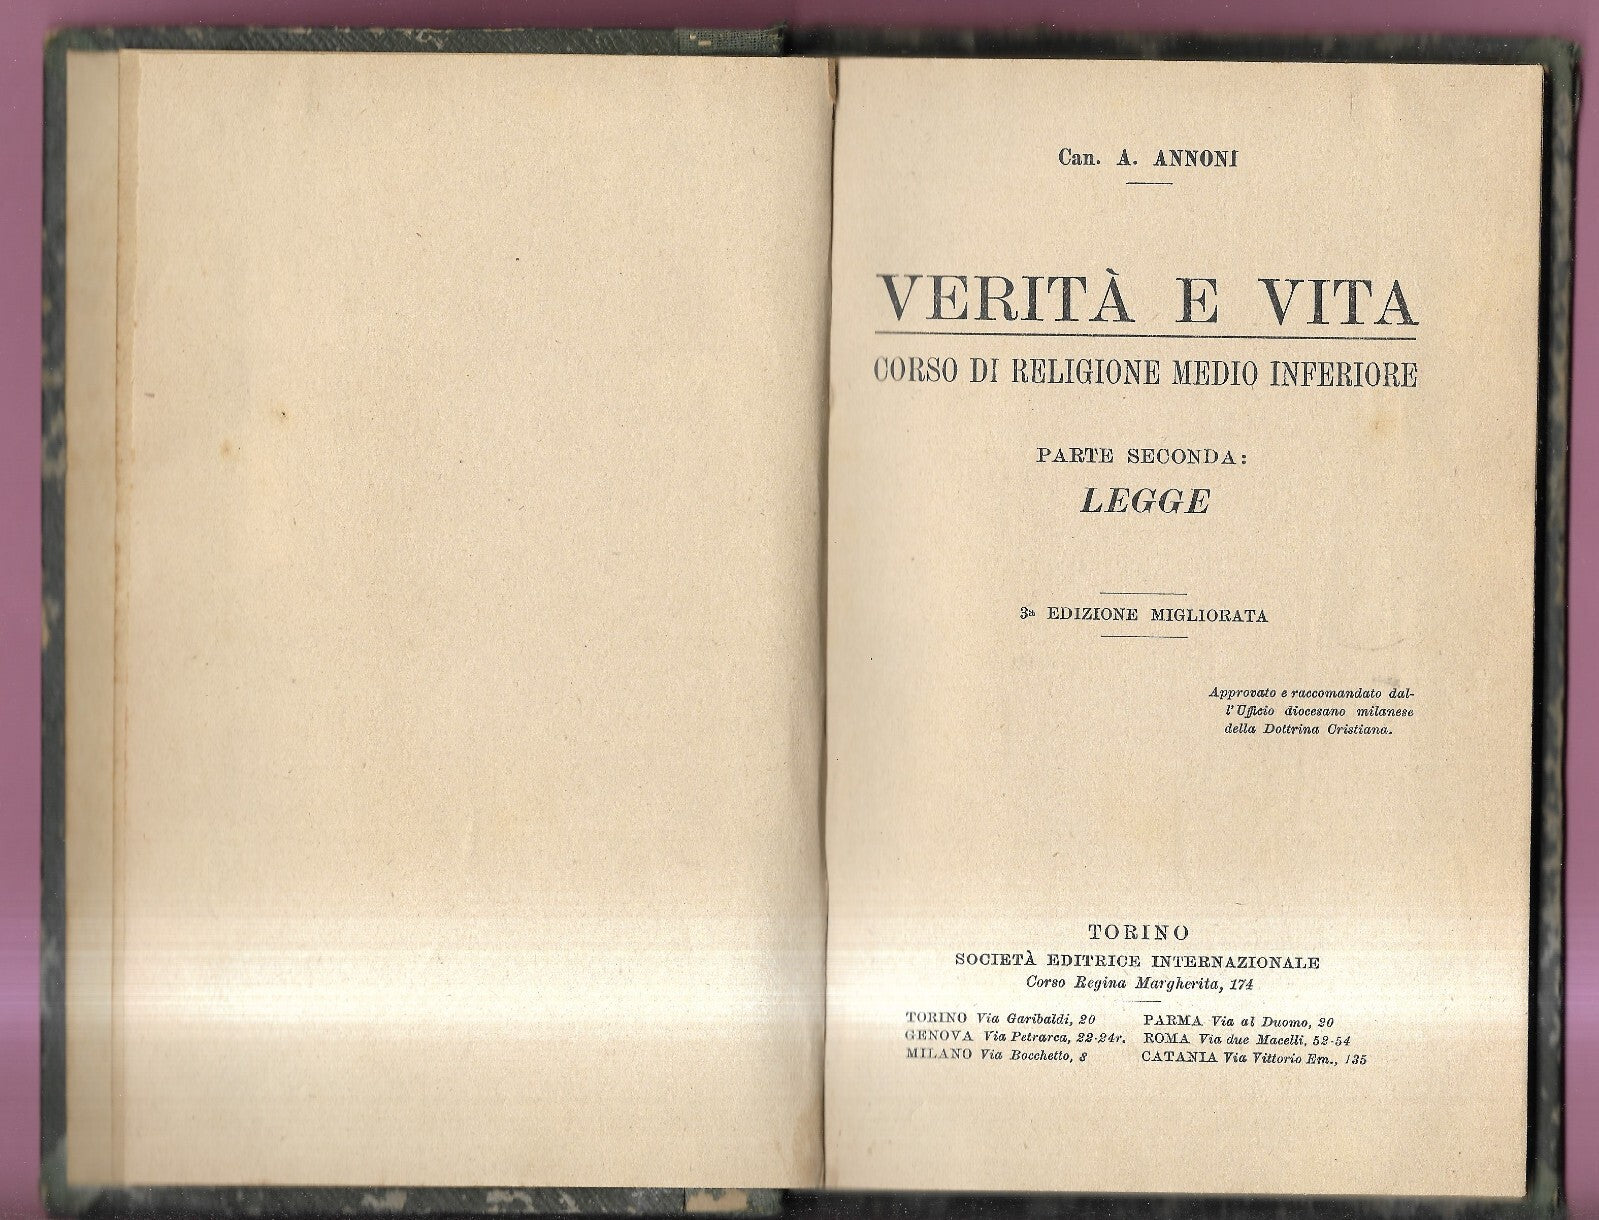 Can. A. ANNONI
VERITÀ E VITA
CORSO DI RELIGIONE MEDIO INFERIORE
PARTE SECONDA:
LEGGE
3ª EDIZIONE MIGLIORATA
Approvato e raccomandato dal-
l'Ufficio diocesano milanese
della Dottrina Cristiana.
TORINO
SOCIETÀ EDITRICE INTERNAZIONALE
Corso Regina Margherita, 174
TORINO Via Garibaldi, 20
GENOVA Via Petrarca, 22-24r.
MILANO Via Bocchetto, 8
PARMA Via al Duomo, 20
ROMA Via due Macelli, 52-54
CATANIA Via Vittorio Em., 135